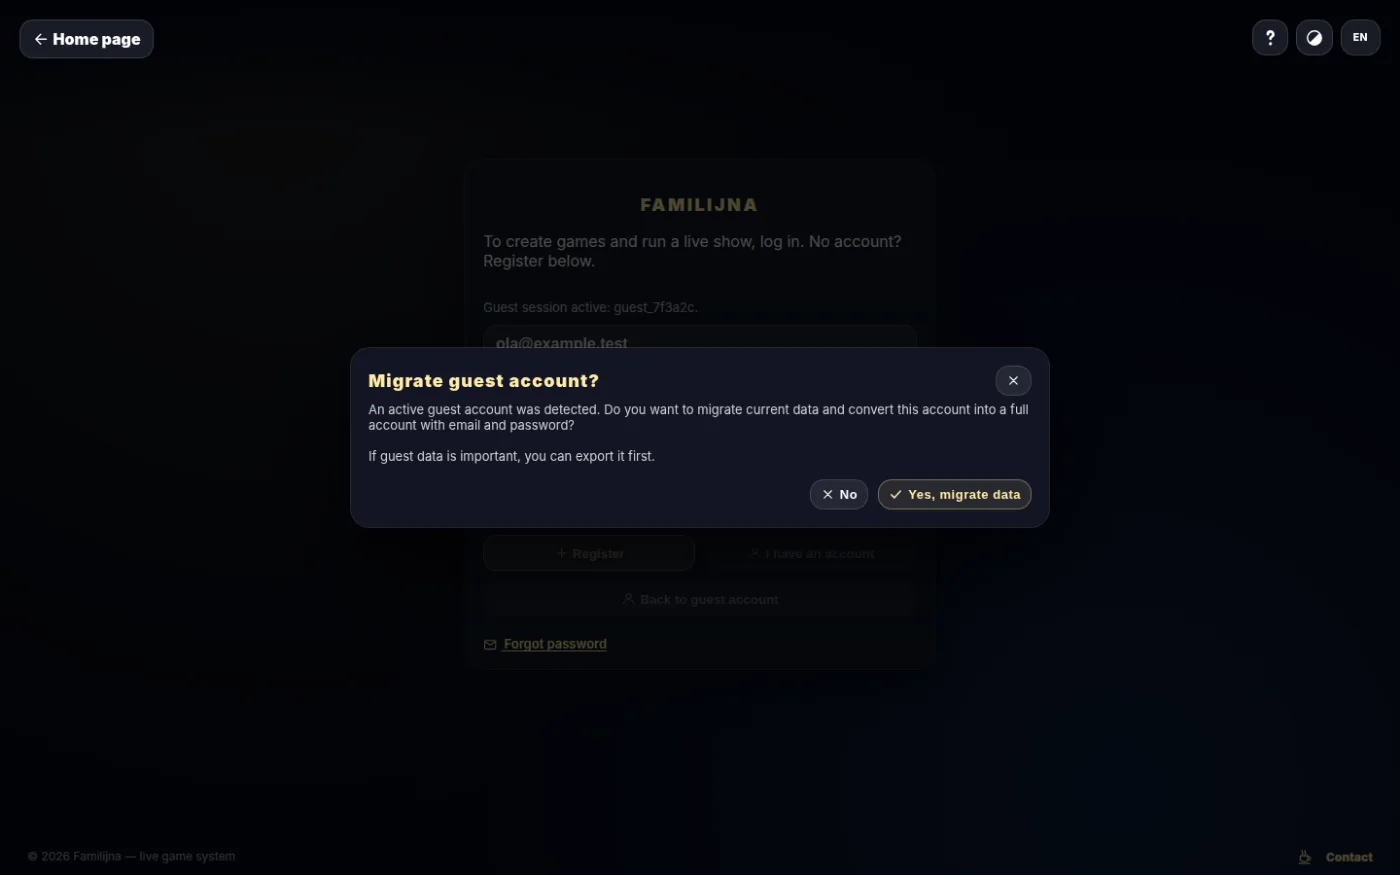 Home page
?
EN
FAMILIJNA
To create games and run a live show, log in. No account?
Register below.
Guest session active: guest_7f3a2c.
ola@example.test
Migrate guest account?
An active guest account was detected. Do you want to migrate current data and convert this account into a full
account with email and password?
If guest data is important, you can export it first.
No
Yes, migrate data
Register
I have an account
Back to guest account
Forgot password
© 2026 Familijna — live game system
Contact